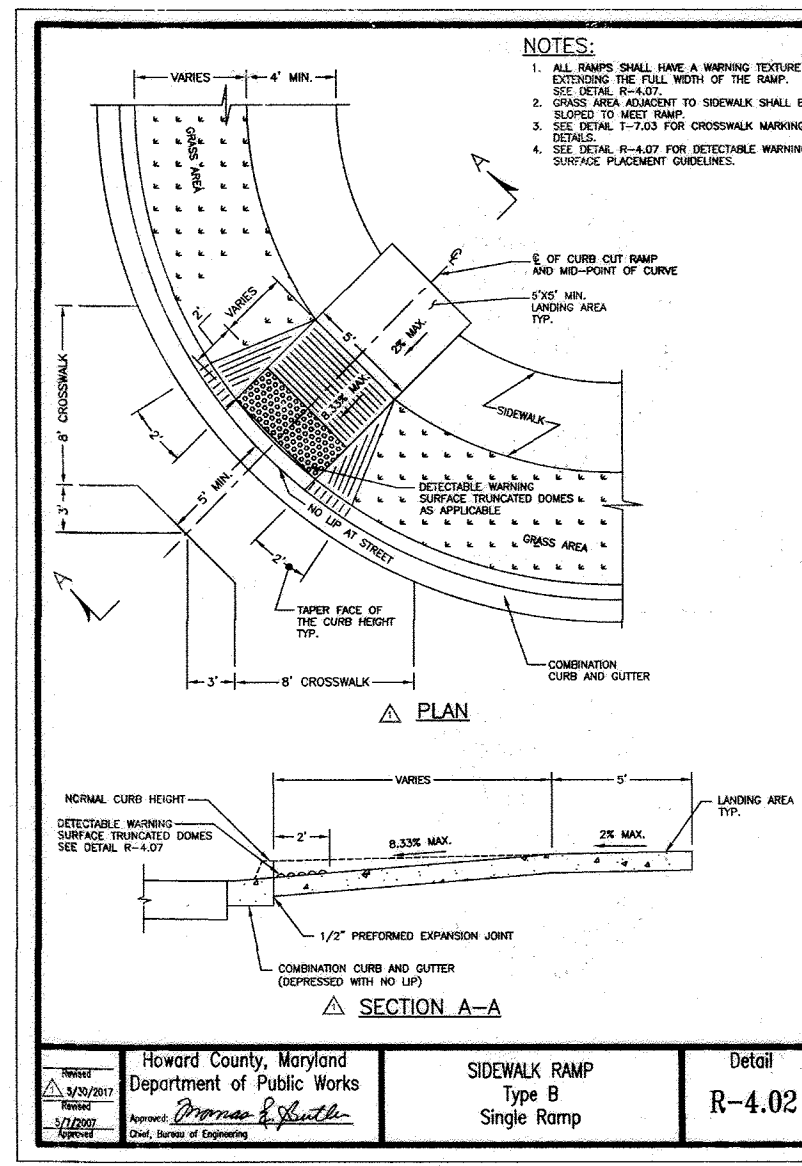 NOTES:
1. ALL RAMPS SHALL HAVE A WARNING TEXTURE
EXTENDING THE FULL WIDTH OF THE RAMP.
SEE DETAIL R-4.07.
2. GRASS AREA ADJACENT TO SIDEWALK SHALL B
SLOPED TO MEET RAMP.
3. SEE DETAIL T-7.03 FOR CROSSWALK MARKING
DETAILS.
4. SEE DETAIL R-4.07 FOR DETECTABLE WARNING
SURFACE PLACEMENT GUIDELINES.
VARIES
4' MIN.
GRASS AREA
A
℄
℄ OF CURB CUT RAMP
AND MID-POINT OF CURVE
5'X5' MIN.
LANDING AREA
TYP.
2'
VARIES
5'
2% MAX.
8.33% MAX.
SIDEWALK
8' CROSSWALK
2'
3'
5' MIN.
DETECTABLE WARNING
SURFACE TRUNCATED DOMES
AS APPLICABLE
NO LIP AT STREET
GRASS AREA
2'
A
TAPER FACE OF
THE CURB HEIGHT
TYP.
COMBINATION
CURB AND GUTTER
3'
8' CROSSWALK
1 PLAN
VARIES
5'
NORMAL CURB HEIGHT
LANDING AREA
TYP.
DETECTABLE WARNING
SURFACE TRUNCATED DOMES
SEE DETAIL R-4.07
2'
8.33% MAX.
2% MAX.
1/2" PREFORMED EXPANSION JOINT
COMBINATION CURB AND GUTTER
(DEPRESSED WITH NO LIP)
1 SECTION A-A
Revised
1 5/30/2017
Revised
5/7/2007
Approved
Howard County, Maryland
Department of Public Works
Approved: Thomas E. Butler
Chief, Bureau of Engineering
SIDEWALK RAMP
Type B
Single Ramp
Detail
R-4.02